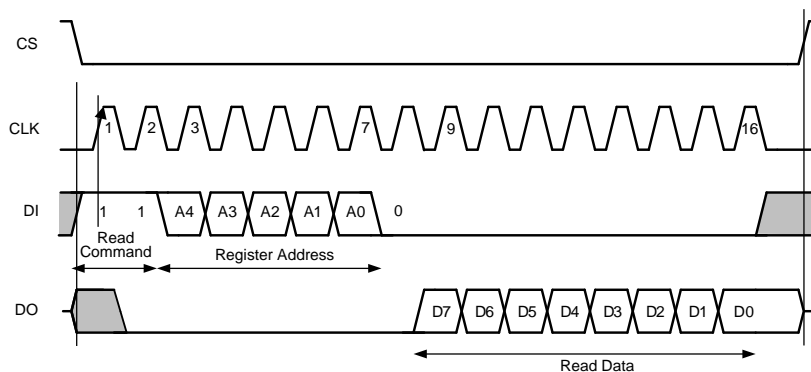 CS
CLK
1 2 3 7 9 16
DI
1 1 A4 A3 A2 A1 A0 0
Read
Command
Register Address
DO
D7 D6 D5 D4 D3 D2 D1 D0
Read Data